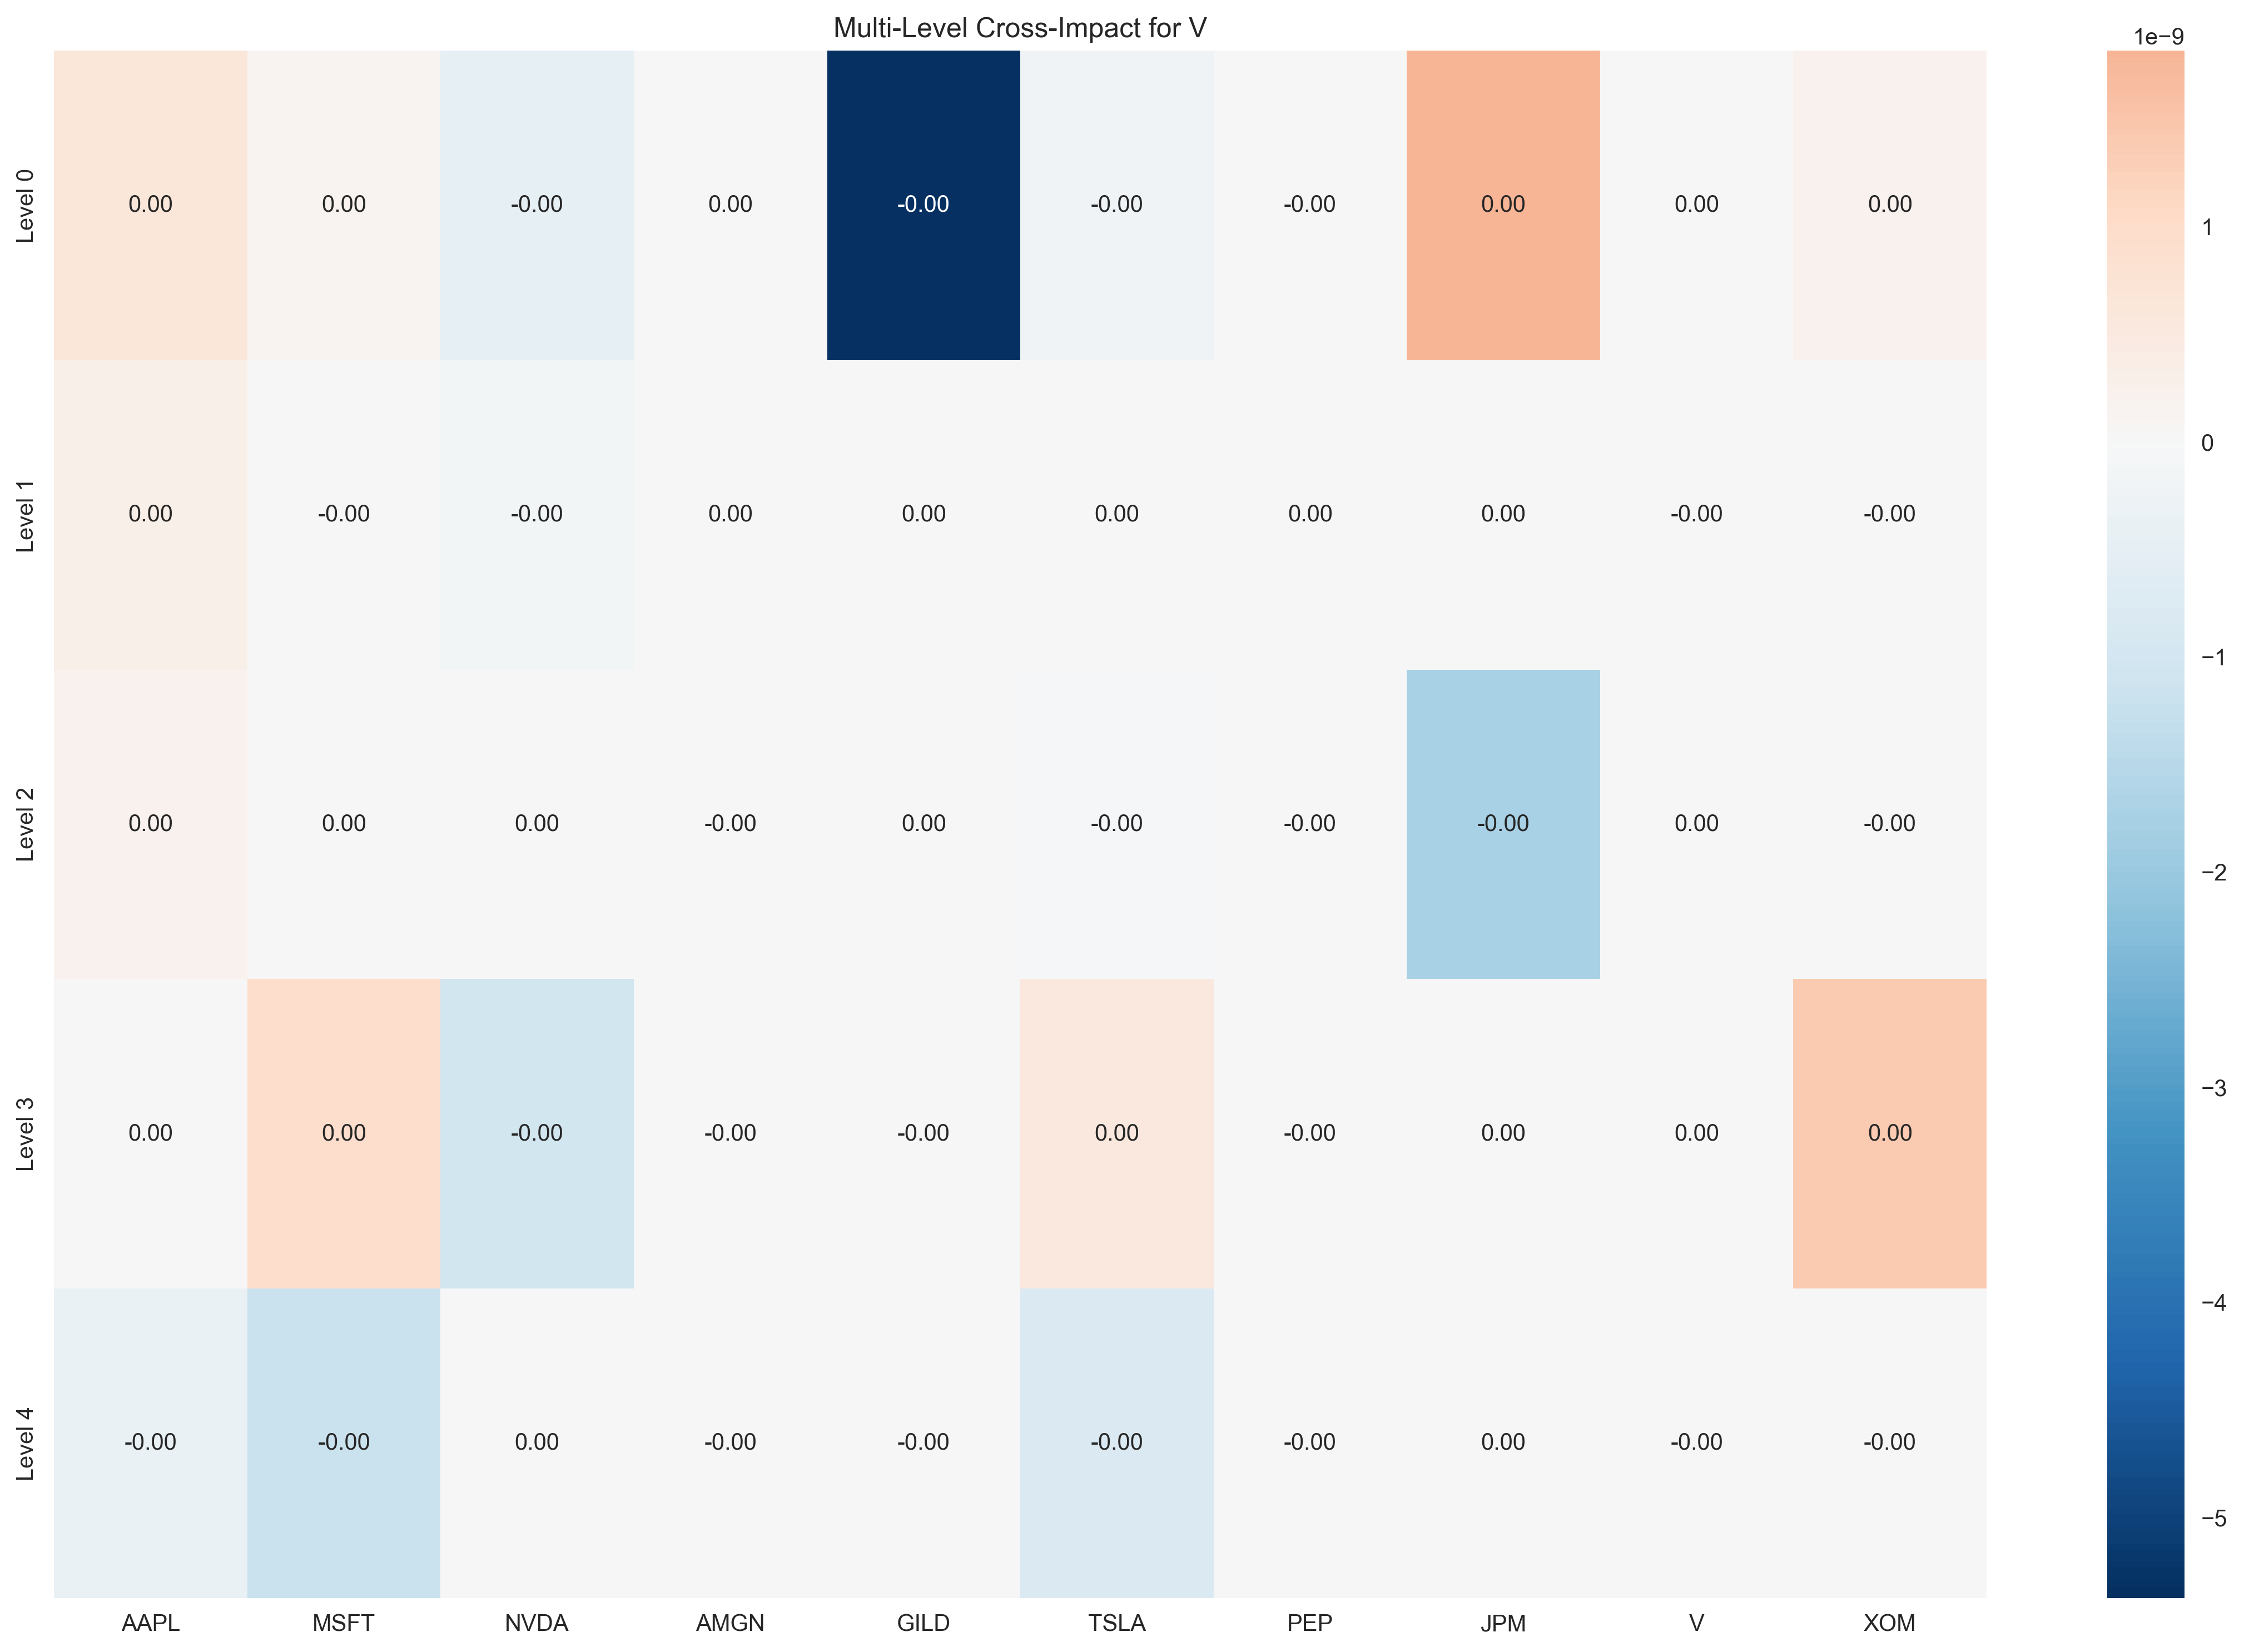 Multi-Level Cross-Impact for V
1e−9
Level 0
0.00 0.00 -0.00 0.00 -0.00 -0.00 -0.00 0.00 0.00 0.00
Level 1
0.00 -0.00 -0.00 0.00 0.00 0.00 0.00 0.00 -0.00 -0.00
Level 2
0.00 0.00 0.00 -0.00 0.00 -0.00 -0.00 -0.00 0.00 -0.00
Level 3
0.00 0.00 -0.00 -0.00 -0.00 0.00 -0.00 0.00 0.00 0.00
Level 4
-0.00 -0.00 0.00 -0.00 -0.00 -0.00 -0.00 0.00 -0.00 -0.00
AAPL MSFT NVDA AMGN GILD TSLA PEP JPM V XOM
1
0
−1
−2
−3
−4
−5